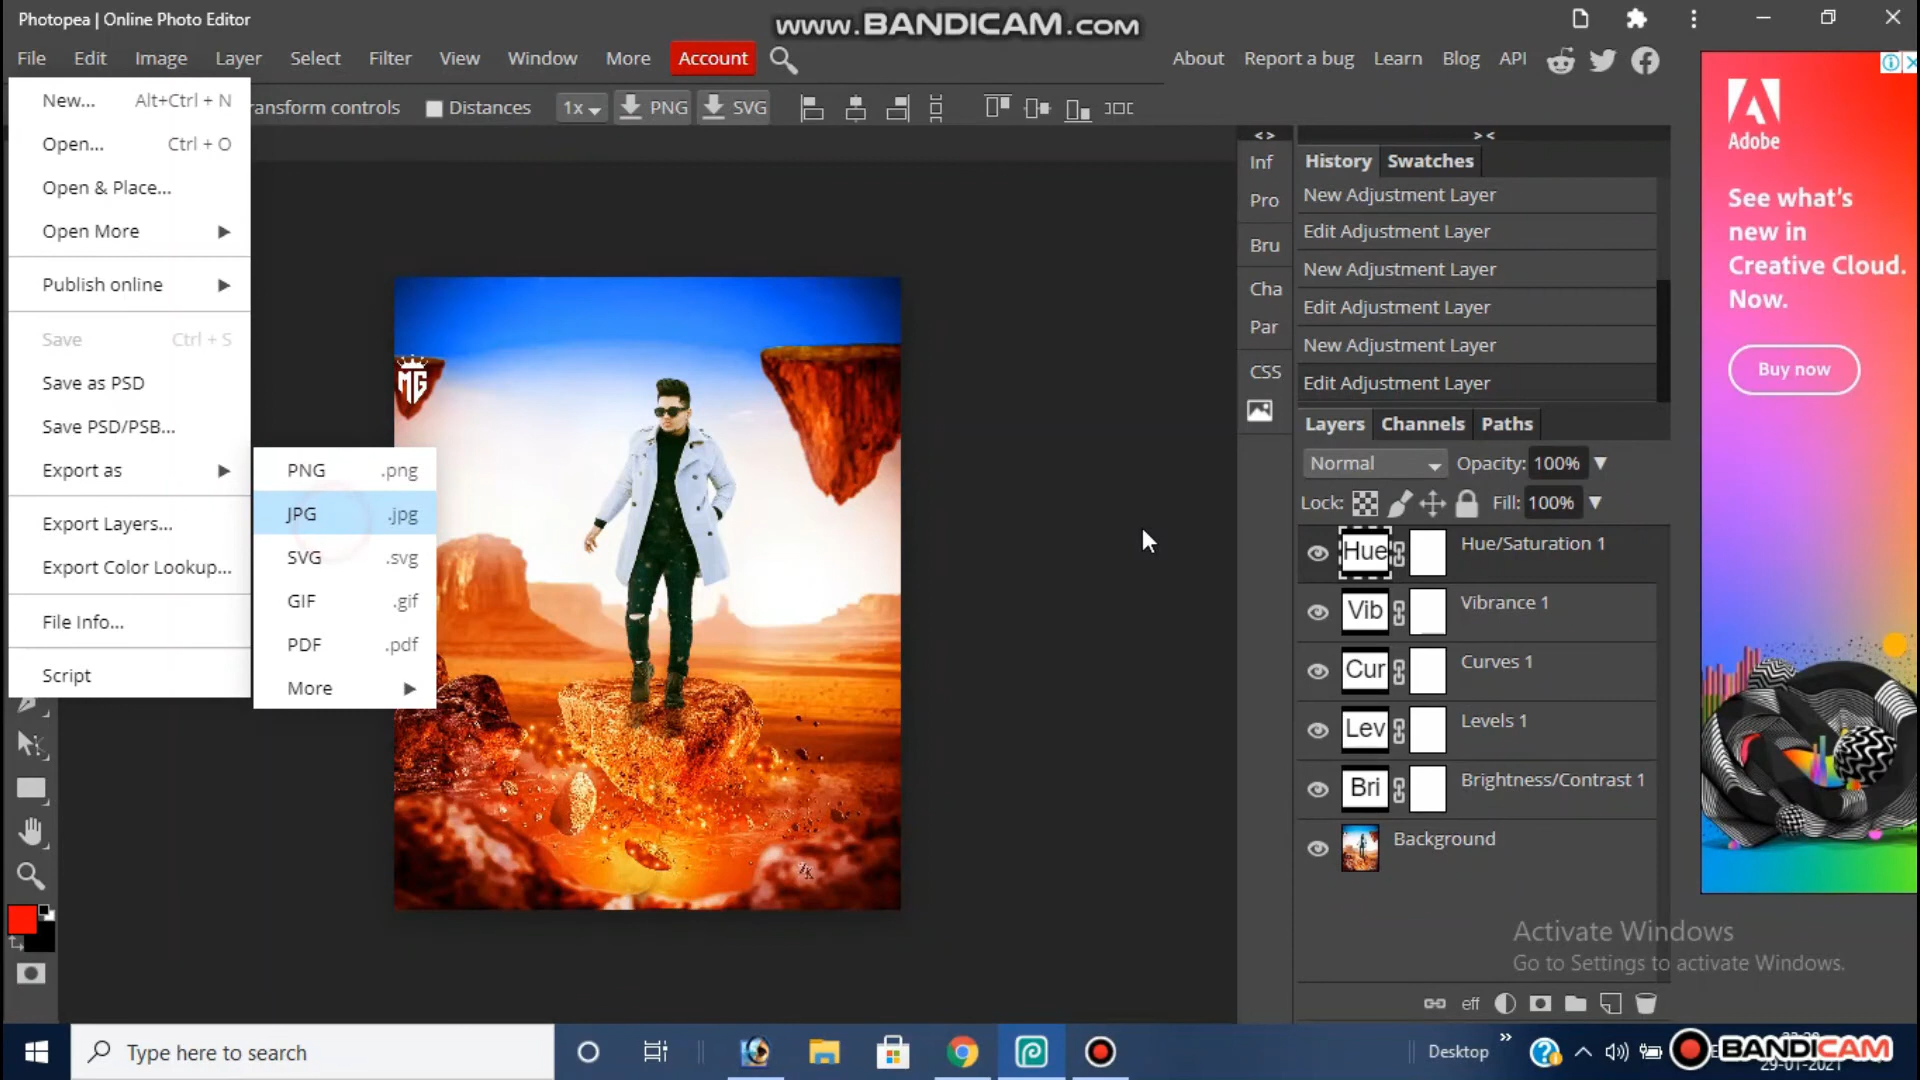 Photopea | Online Photo Editor
www.BANDICAM.com
File Edit Image Layer Select Filter View Window More Account
About Report a bug Learn Blog API
ansform controls Distances 1x PNG SVG
New... Alt+Ctrl + N
Open... Ctrl + O
Open & Place...
Open More
Publish online
Save Ctrl + S
Save as PSD
Save PSD/PSB...
Export as
Export Layers...
Export Color Lookup...
File Info...
Script
PNG .png
JPG .jpg
SVG .svg
GIF .gif
PDF .pdf
More
MG
< >
Inf
Pro
Bru
Cha
Par
CSS
> <
History Swatches
New Adjustment Layer
Edit Adjustment Layer
New Adjustment Layer
Edit Adjustment Layer
New Adjustment Layer
Edit Adjustment Layer
Layers Channels Paths
Normal Opacity: 100%
Lock: Fill: 100%
Hue Hue/Saturation 1
Vib Vibrance 1
Cur Curves 1
Lev Levels 1
Bri Brightness/Contrast 1
Background
eff
Adobe
See what's
new in
Creative Cloud.
Now.
Buy now
Activate Windows
Go to Settings to activate Windows.
Type here to search
Desktop
BANDICAM
29-01-2021